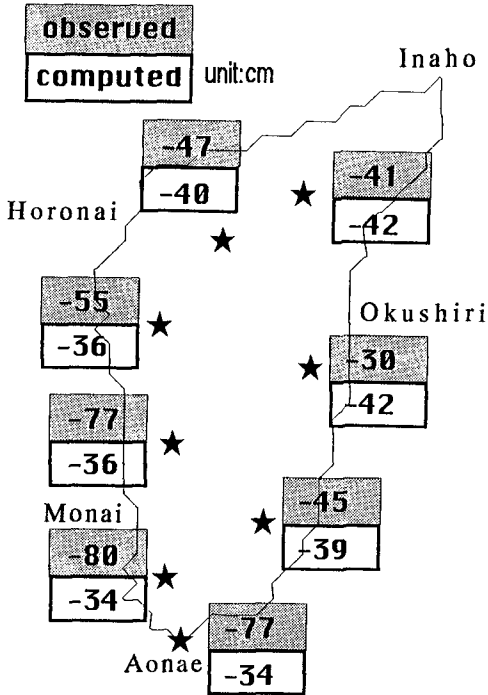 observed
computed unit:cm
Inaho
-47
-40
-41
-42
Horonai
-55
-36
Okushiri
-30
-42
-77
-36
Monai
-45
-39
-80
-34
Aonae
-77
-34